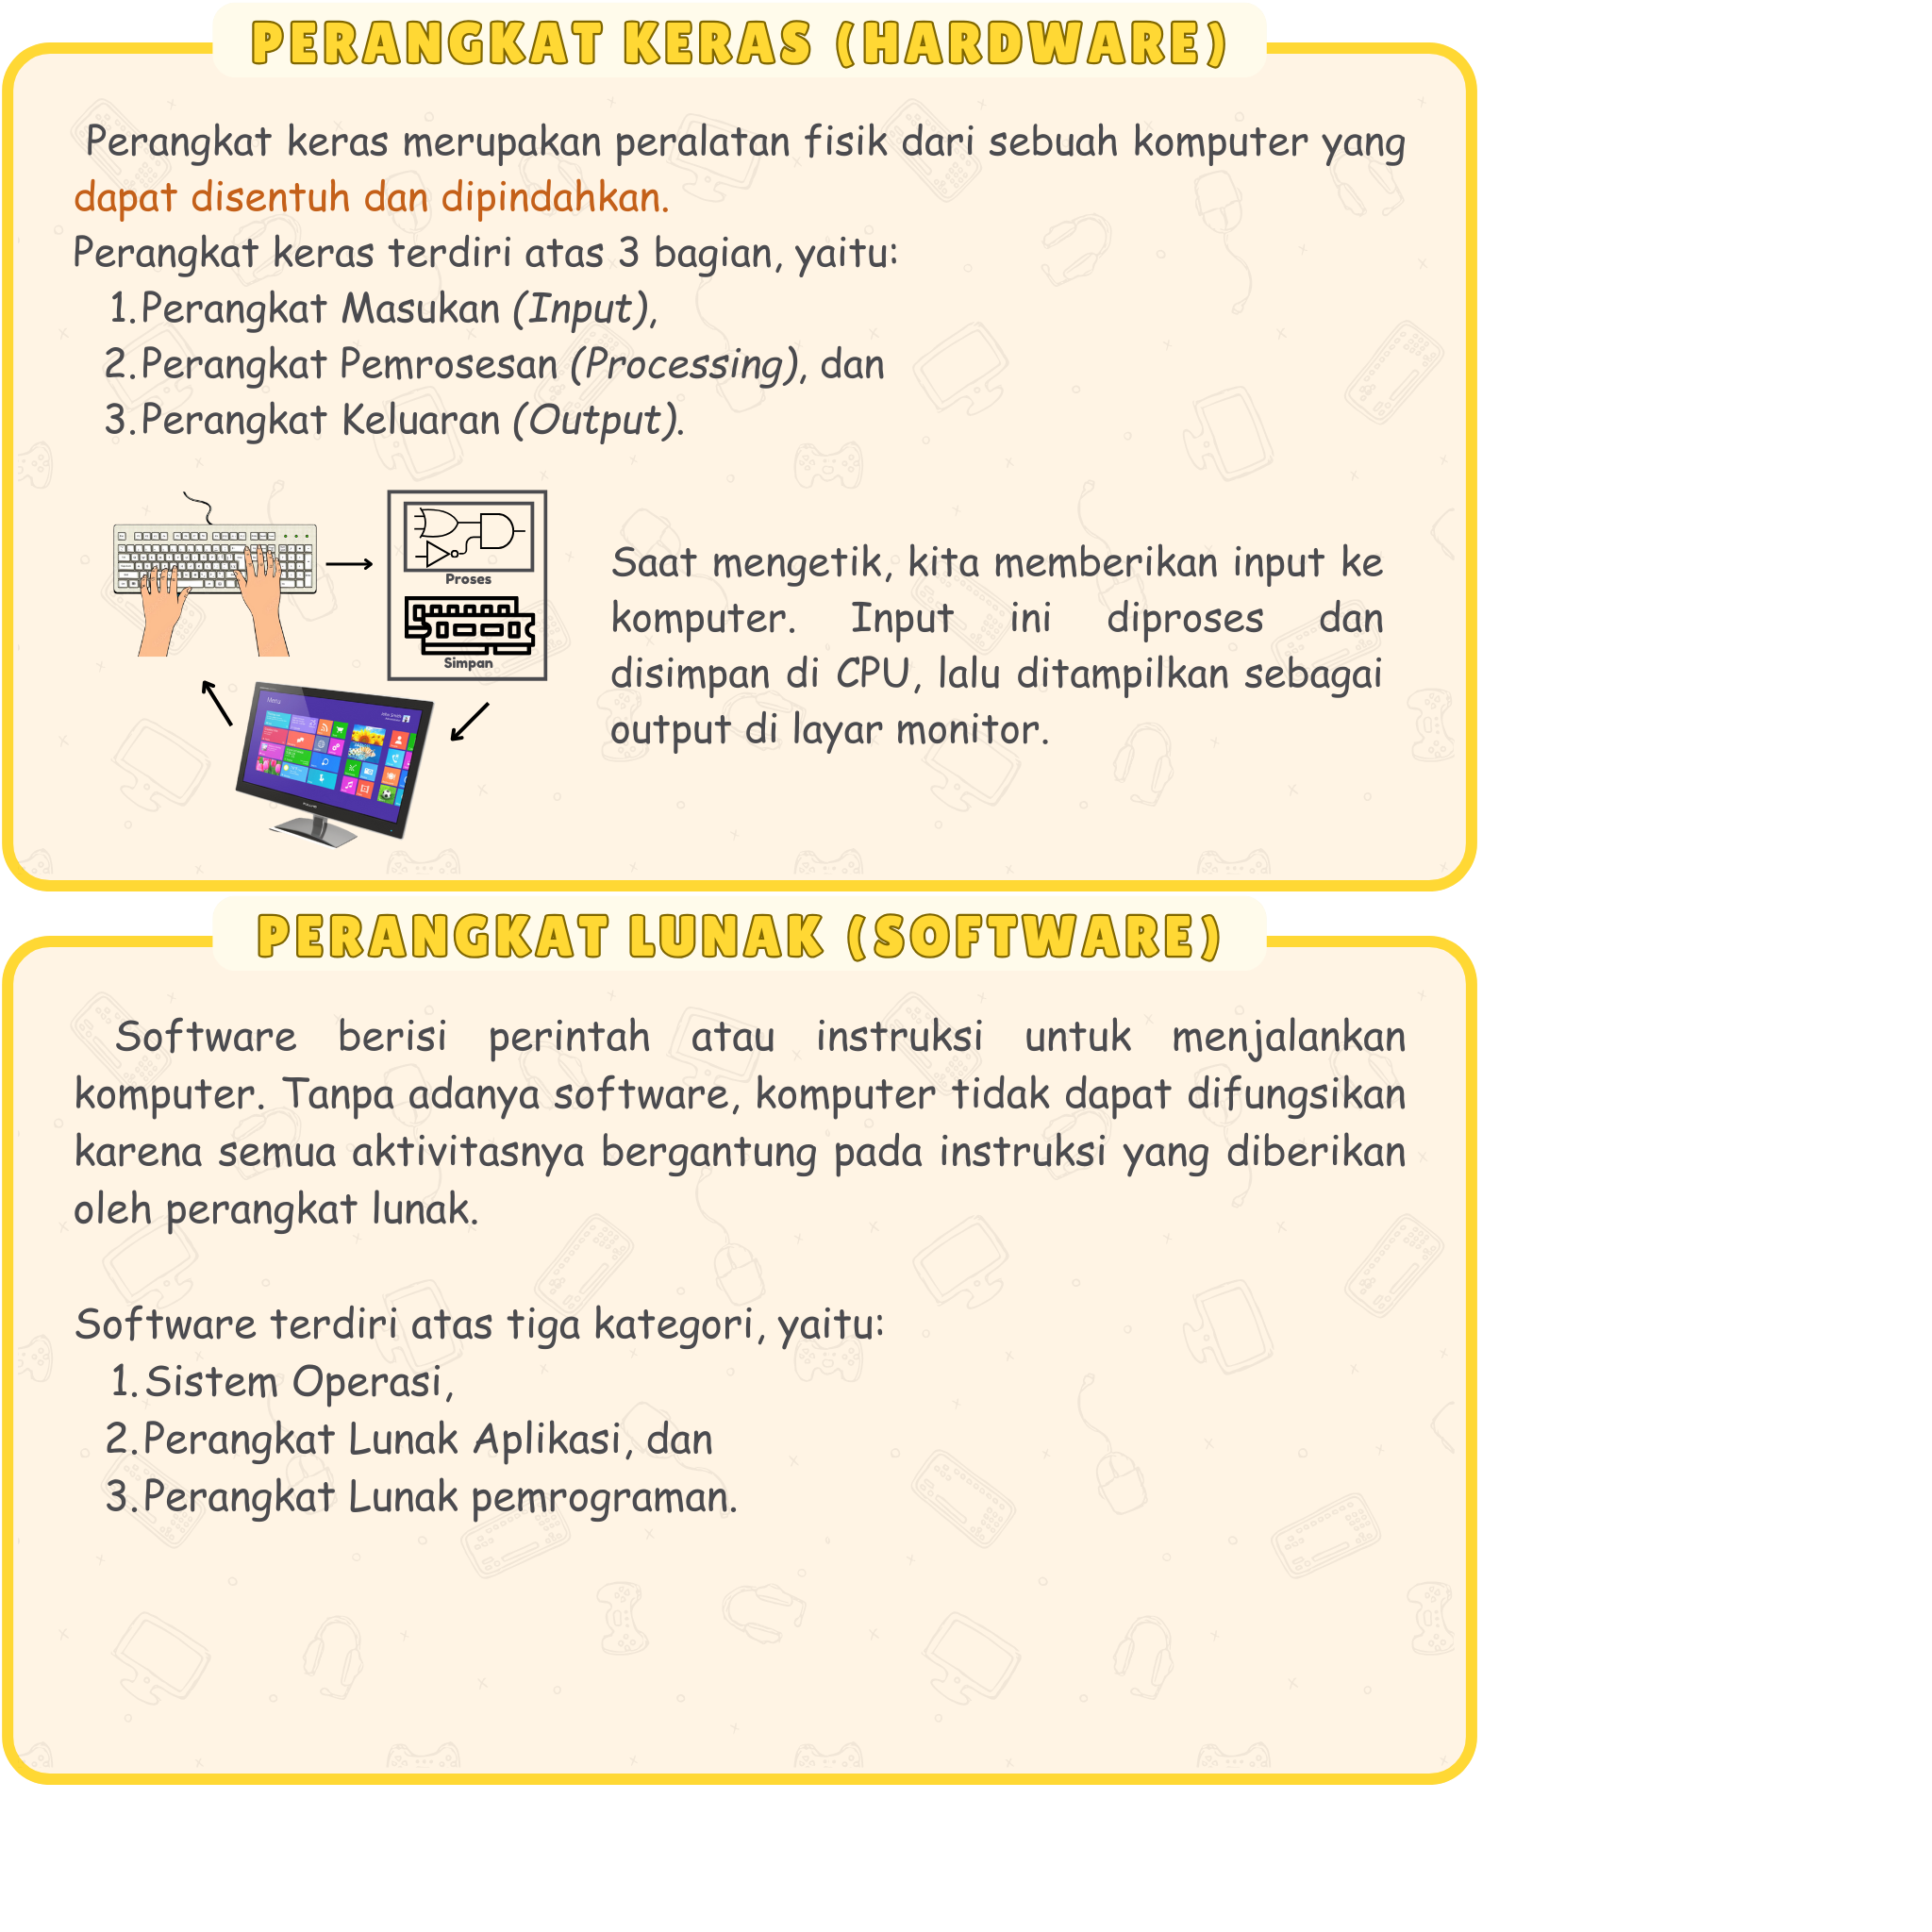 PERANGKAT KERAS (HARDWARE)
Perangkat keras merupakan peralatan fisik dari sebuah komputer yang
dapat disentuh dan dipindahkan.
Perangkat keras terdiri atas 3 bagian, yaitu:
1. Perangkat Masukan (Input),
2. Perangkat Pemrosesan (Processing), dan
3. Perangkat Keluaran (Output).
Proses
Simpan
Saat mengetik, kita memberikan input ke
komputer. Input ini diproses dan
disimpan di CPU, lalu ditampilkan sebagai
output di layar monitor.
PERANGKAT LUNAK (SOFTWARE)
Software berisi perintah atau instruksi untuk menjalankan
komputer. Tanpa adanya software, komputer tidak dapat difungsikan
karena semua aktivitasnya bergantung pada instruksi yang diberikan
oleh perangkat lunak.
Software terdiri atas tiga kategori, yaitu:
1. Sistem Operasi,
2. Perangkat Lunak Aplikasi, dan
3. Perangkat Lunak pemrograman.